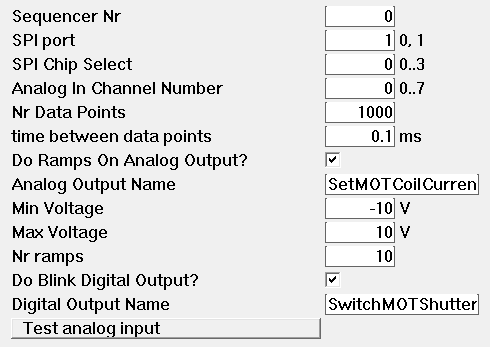 Sequencer Nr 0
SPI port 1 0, 1
SPI Chip Select 0 0..3
Analog In Channel Number 0 0..7
Nr Data Points 1000
time between data points 0.1 ms
Do Ramps On Analog Output?
Analog Output Name SetMOTCoilCurren
Min Voltage -10 V
Max Voltage 10 V
Nr ramps 10
Do Blink Digital Output?
Digital Output Name SwitchMOTShutter
Test analog input